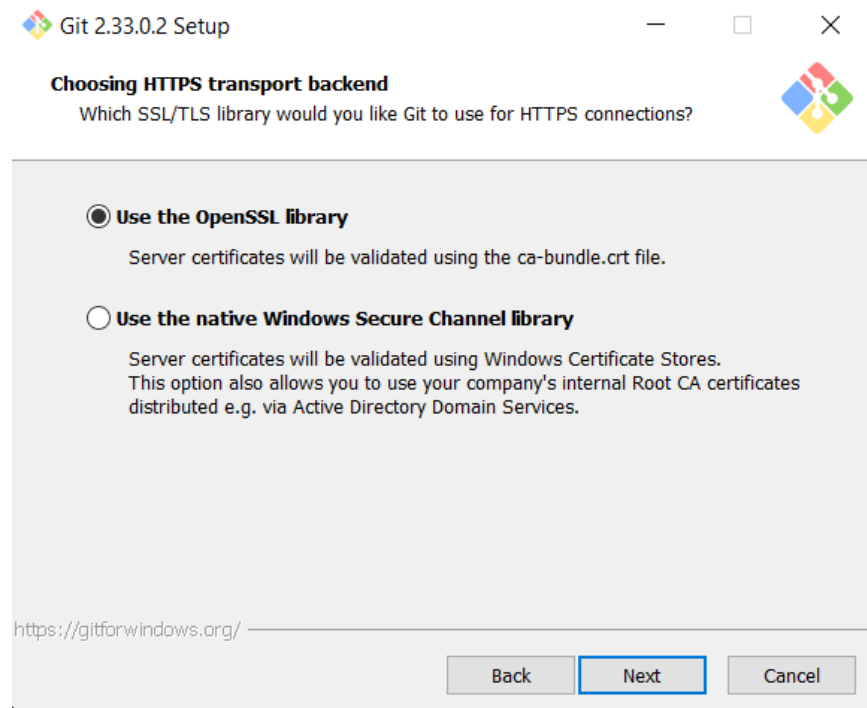 Git 2.33.0.2 Setup
Choosing HTTPS transport backend
Which SSL/TLS library would you like Git to use for HTTPS connections?
Use the OpenSSL library
Server certificates will be validated using the ca-bundle.crt file.
Use the native Windows Secure Channel library
Server certificates will be validated using Windows Certificate Stores.
This option also allows you to use your company's internal Root CA certificates
distributed e.g. via Active Directory Domain Services.
https://gitforwindows.org/
Back Next Cancel